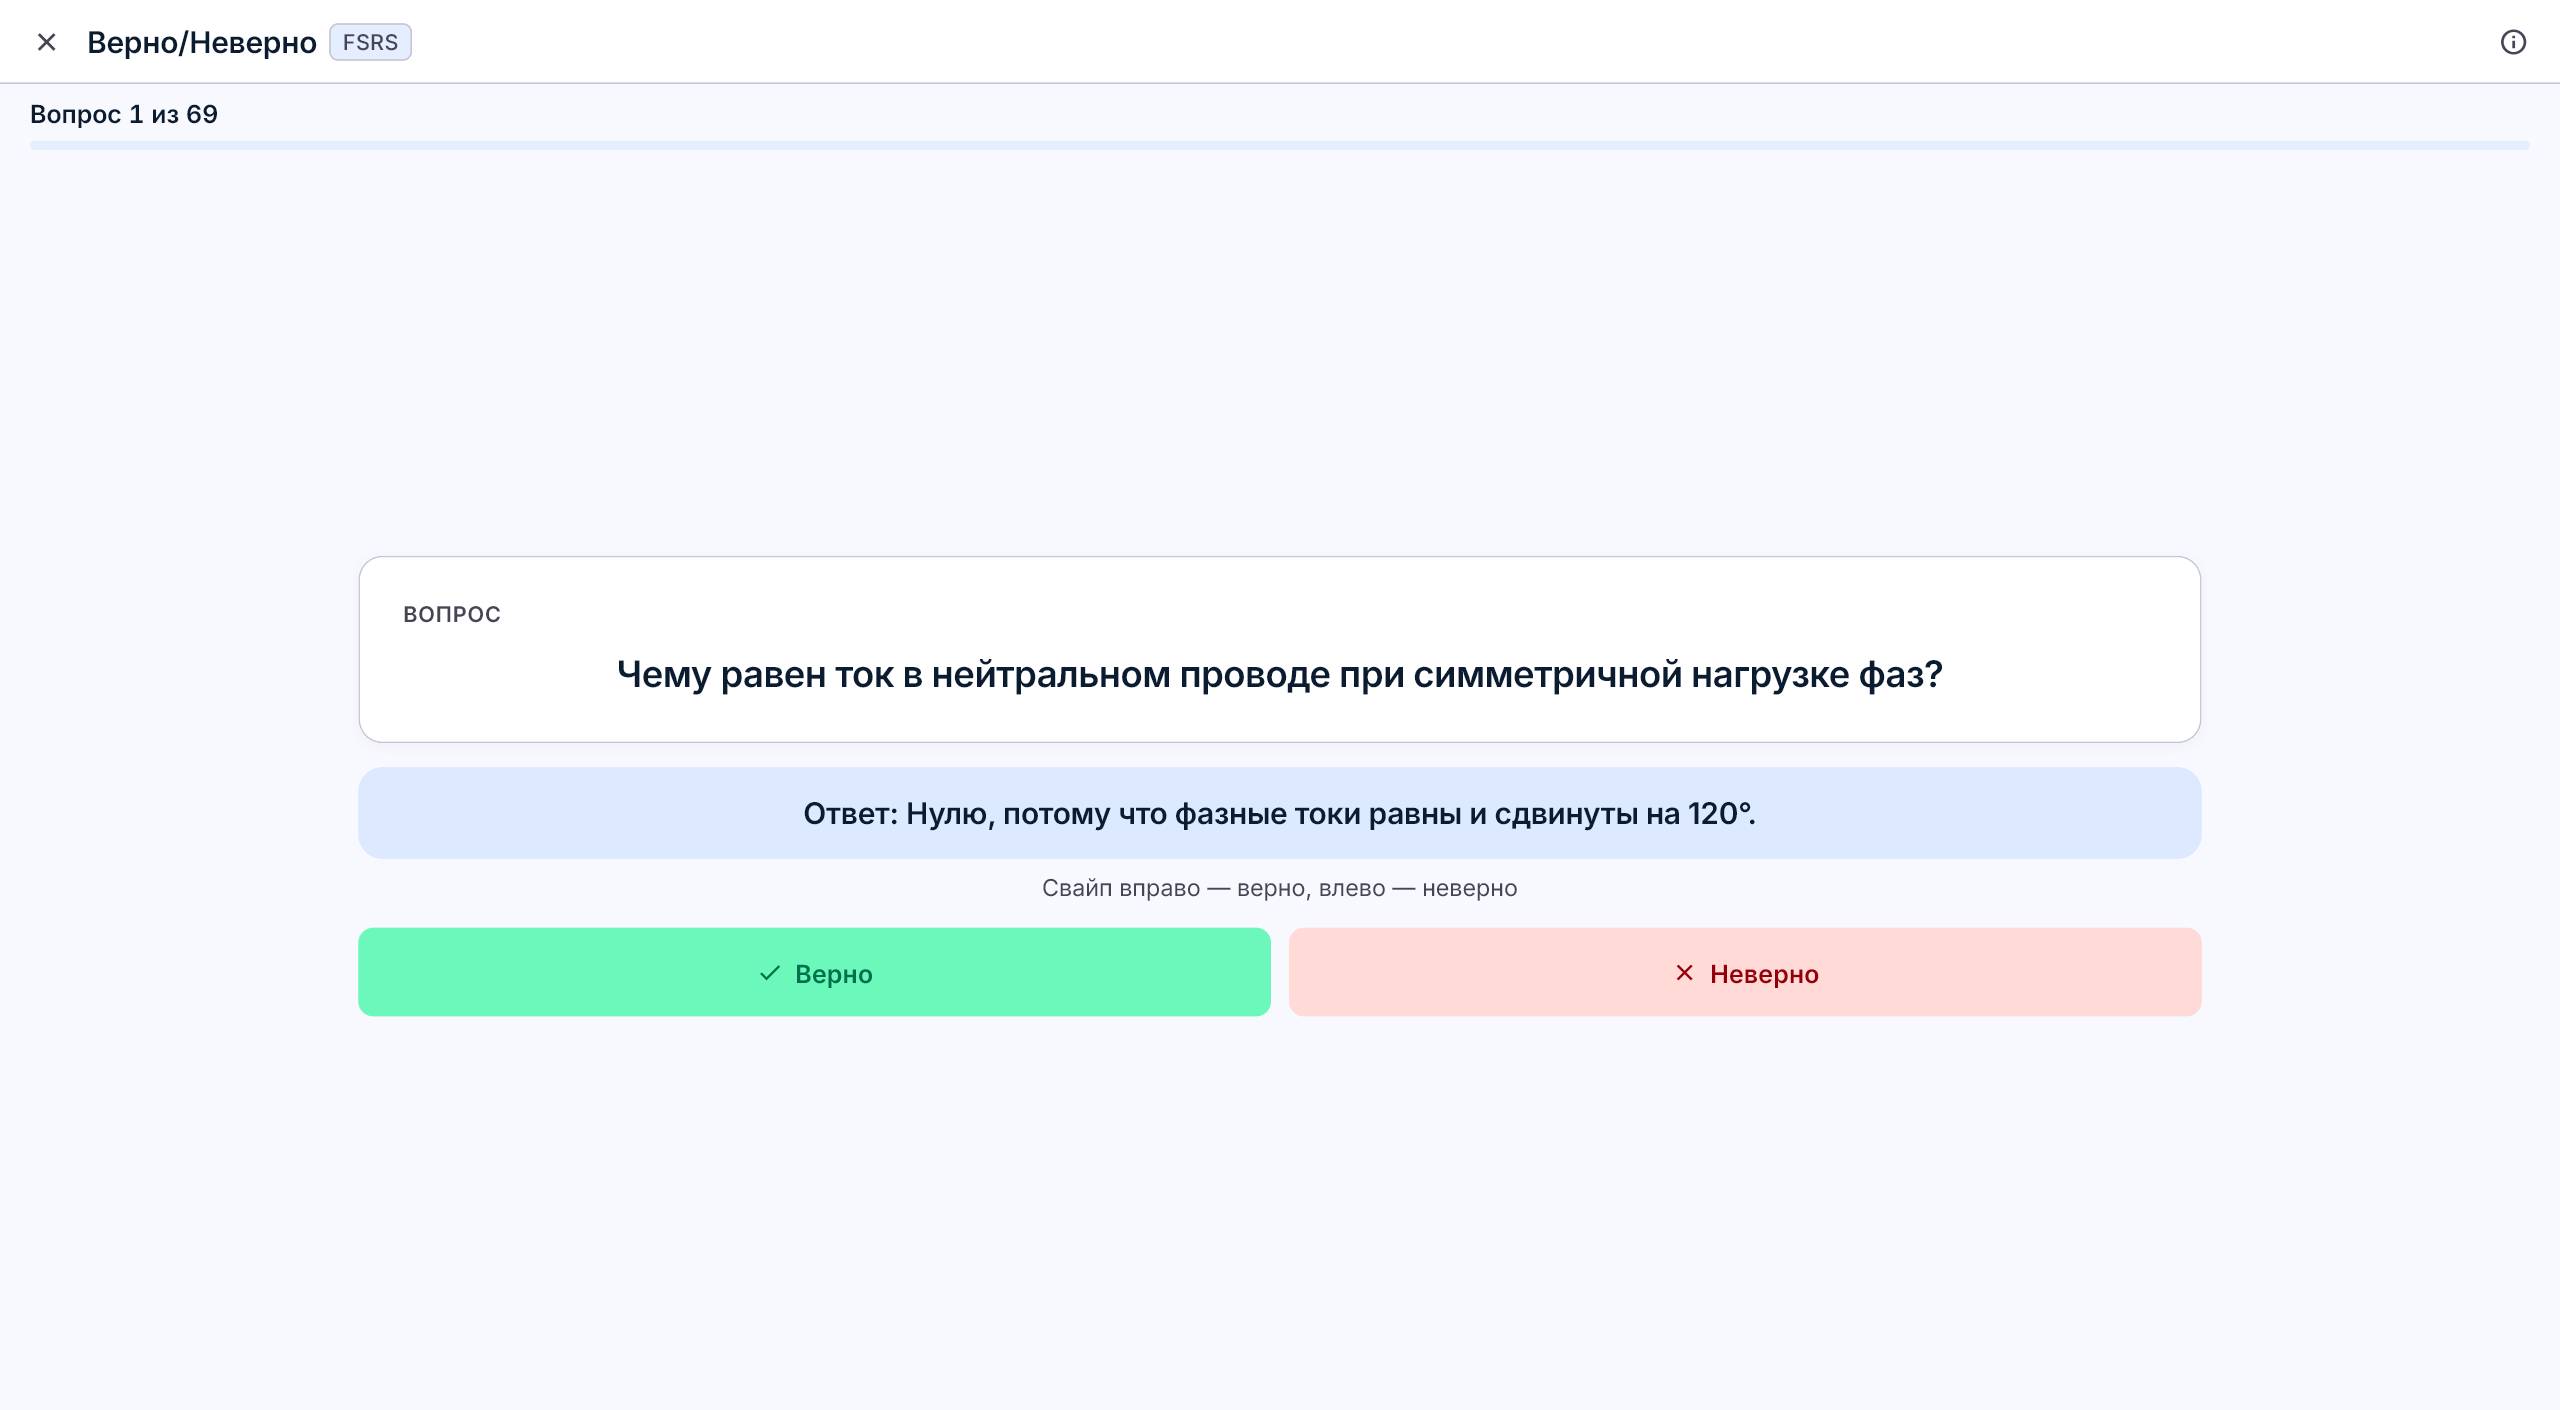 Верно/Неверно FSRS
Вопрос 1 из 69
ВОПРОС
Чему равен ток в нейтральном проводе при симметричной нагрузке фаз?
Ответ: Нулю, потому что фазные токи равны и сдвинуты на 120°.
Свайп вправо — верно, влево — неверно
Верно
Неверно